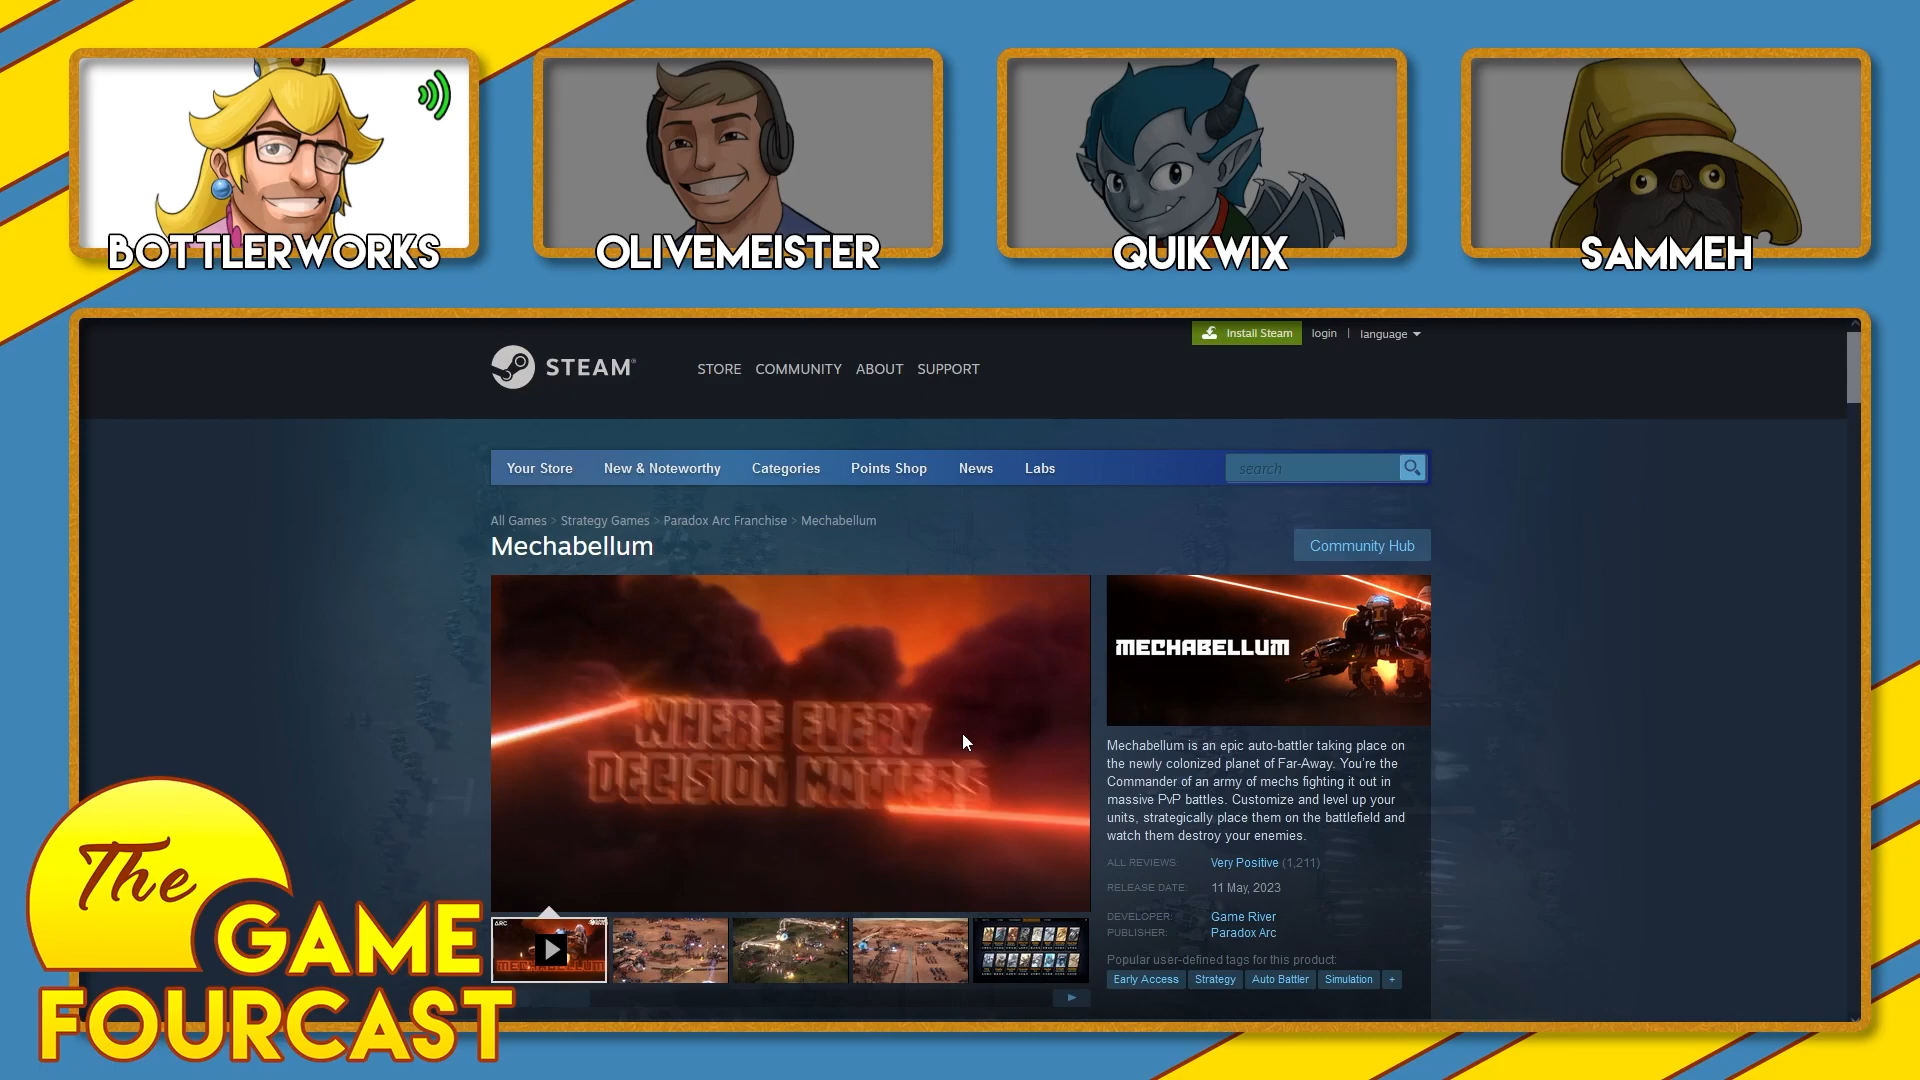 BOTTLERWORKS
OLIVEMEISTER
QUIKWIX
SAMMEH
Install Steam
login | language
STEAM®
STORE COMMUNITY ABOUT SUPPORT
Your Store New & Noteworthy Categories Points Shop News Labs
search
All Games > Strategy Games > Paradox Arc Franchise > Mechabellum
Mechabellum
Community Hub
WHERE EVERY
DECISION MATTERS
MECHABELLUM
Mechabellum is an epic auto-battler taking place on
the newly colonized planet of Far-Away. You're the
Commander of an army of mechs fighting it out in
massive PvP battles. Customize and level up your
units, strategically place them on the battlefield and
watch them destroy your enemies.
ALL REVIEWS: Very Positive (1,211)
RELEASE DATE: 11 May, 2023
DEVELOPER: Game River
PUBLISHER: Paradox Arc
Popular user-defined tags for this product:
Early Access Strategy Auto Battler Simulation +
ARC
MECHABELLUM
The
GAME
FOURCAST